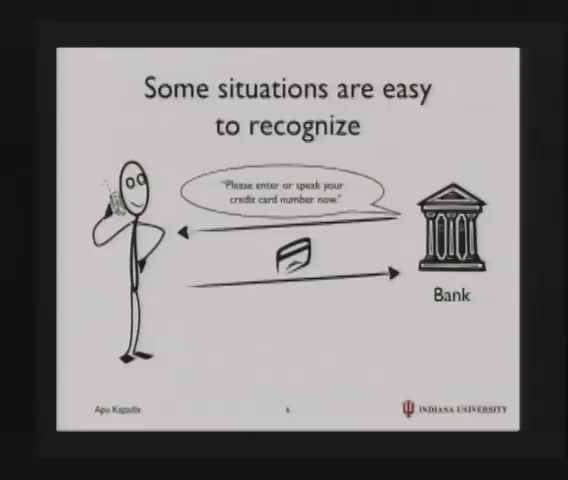 Some situations are easy
to recognize
"Please enter or speak your
credit card number now."
Bank
Apu Kapadia
6
INDIANA UNIVERSITY